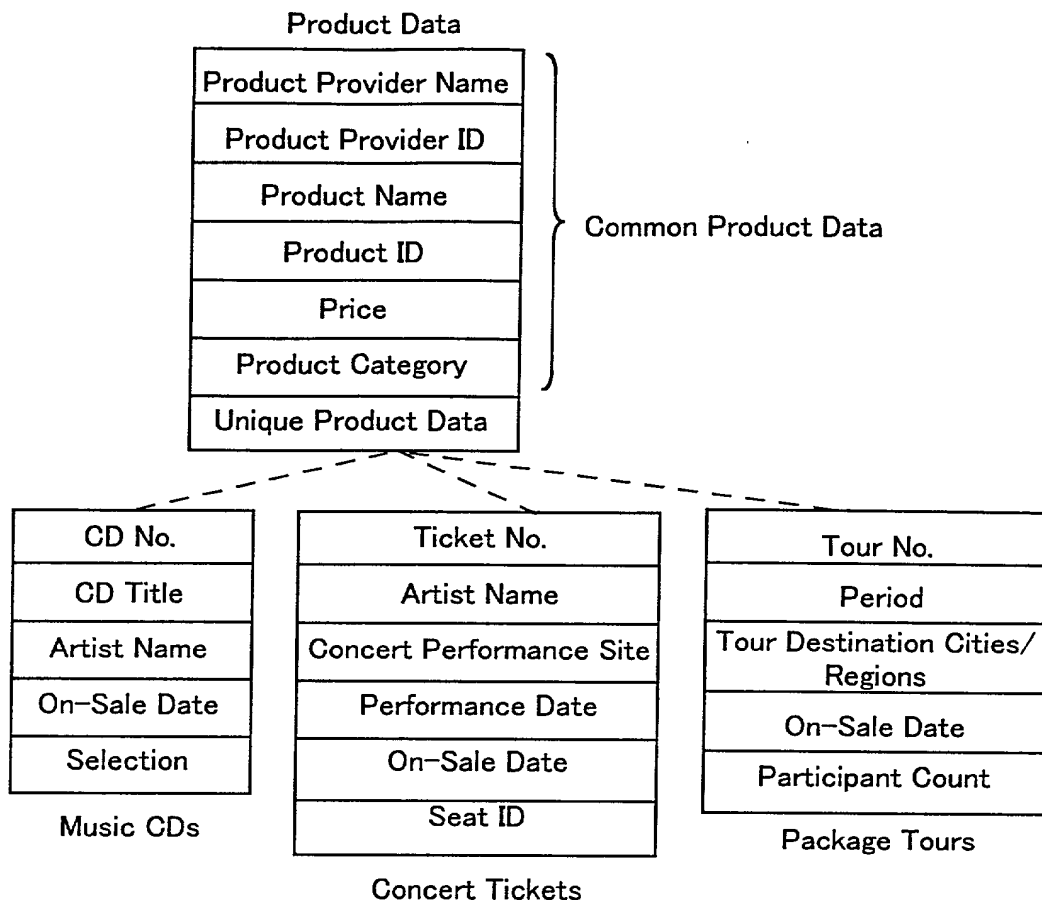 Product Data
Product Provider Name
Product Provider ID
Product Name
Product ID
Price
Product Category
Unique Product Data
Common Product Data
CD No.
CD Title
Artist Name
On-Sale Date
Selection
Music CDs
Ticket No.
Artist Name
Concert Performance Site
Performance Date
On-Sale Date
Seat ID
Concert Tickets
Tour No.
Period
Tour Destination Cities/
Regions
On-Sale Date
Participant Count
Package Tours